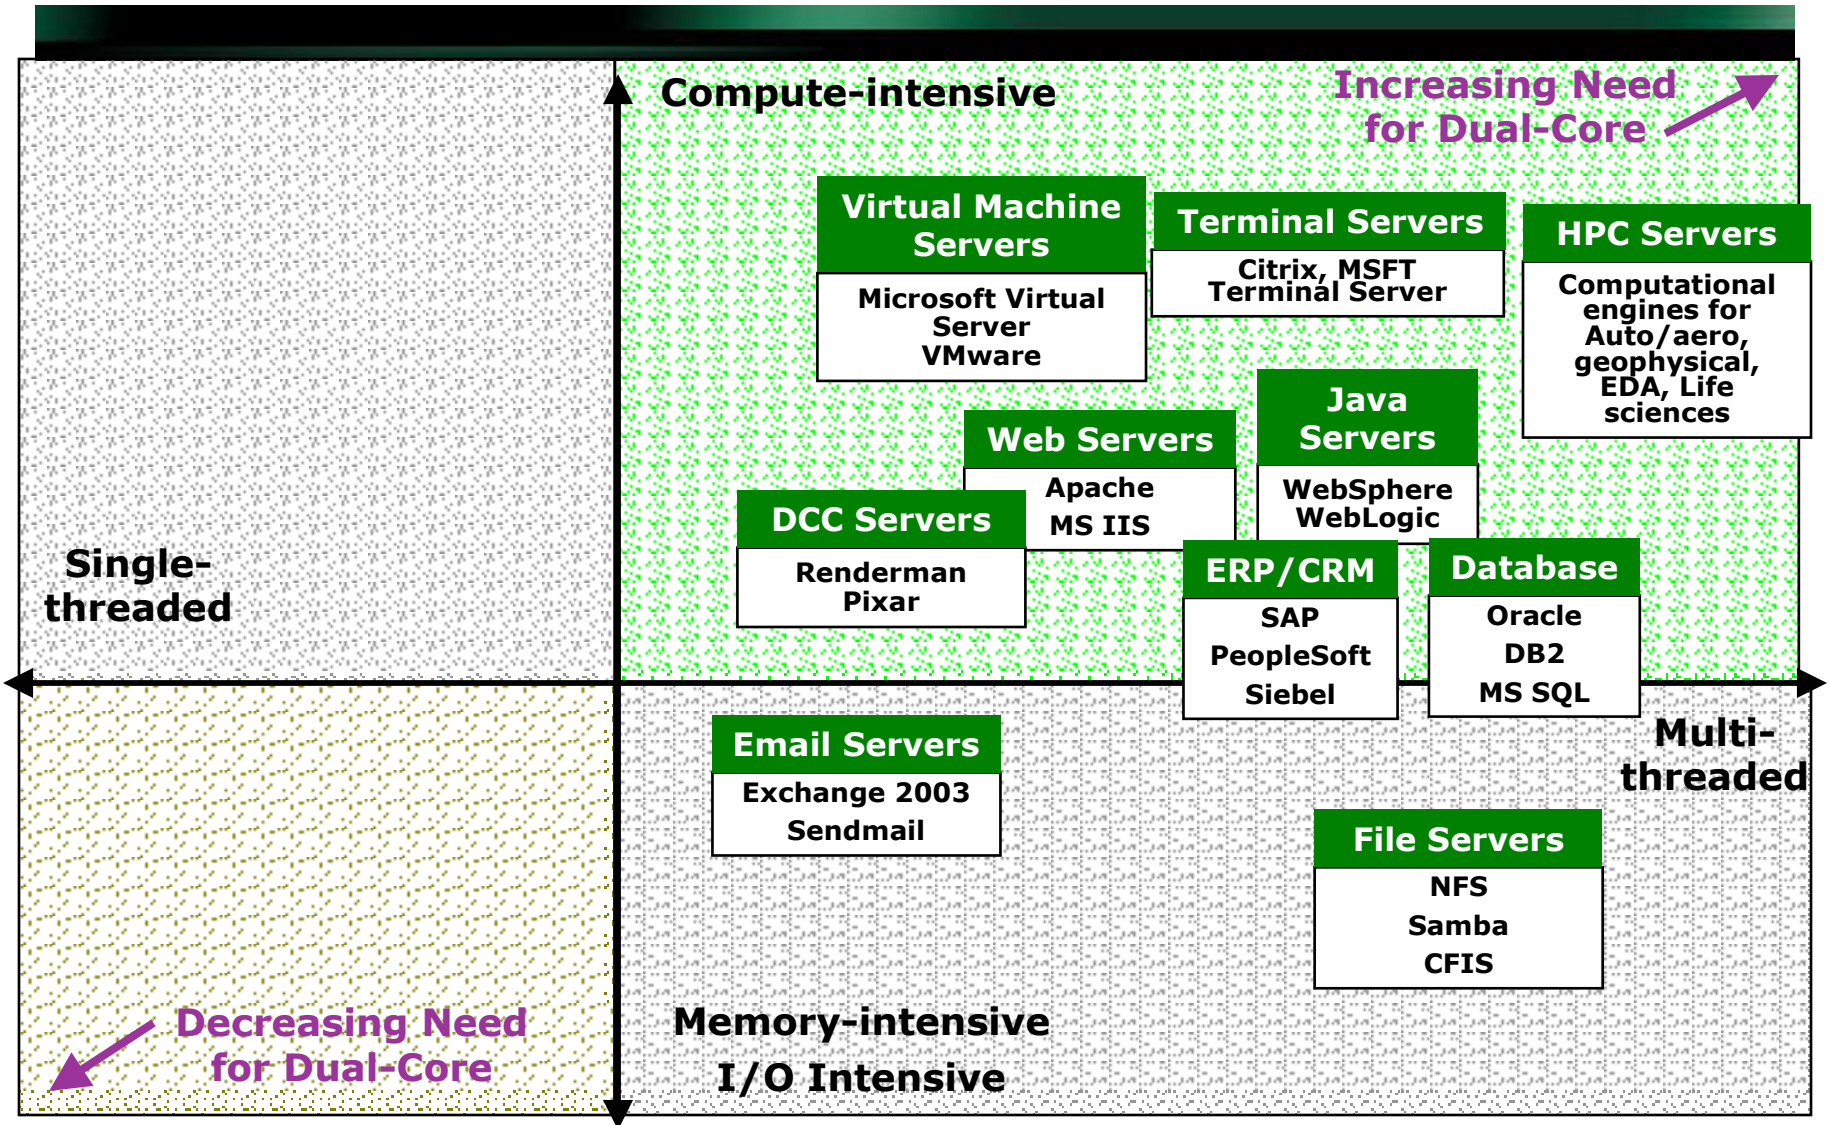 Compute-intensive
Increasing Need
for Dual-Core
Virtual Machine
Servers
Microsoft Virtual
Server
VMware
Terminal Servers
Citrix, MSFT
Terminal Server
HPC Servers
Computational
engines for
Auto/aero,
geophysical,
EDA, Life
sciences
Web Servers
Apache
MS IIS
Java
Servers
WebSphere
WebLogic
DCC Servers
Renderman
Pixar
ERP/CRM
SAP
PeopleSoft
Siebel
Database
Oracle
DB2
MS SQL
Single-
threaded
Multi-
threaded
Email Servers
Exchange 2003
Sendmail
File Servers
NFS
Samba
CFIS
Decreasing Need
for Dual-Core
Memory-intensive
I/O Intensive